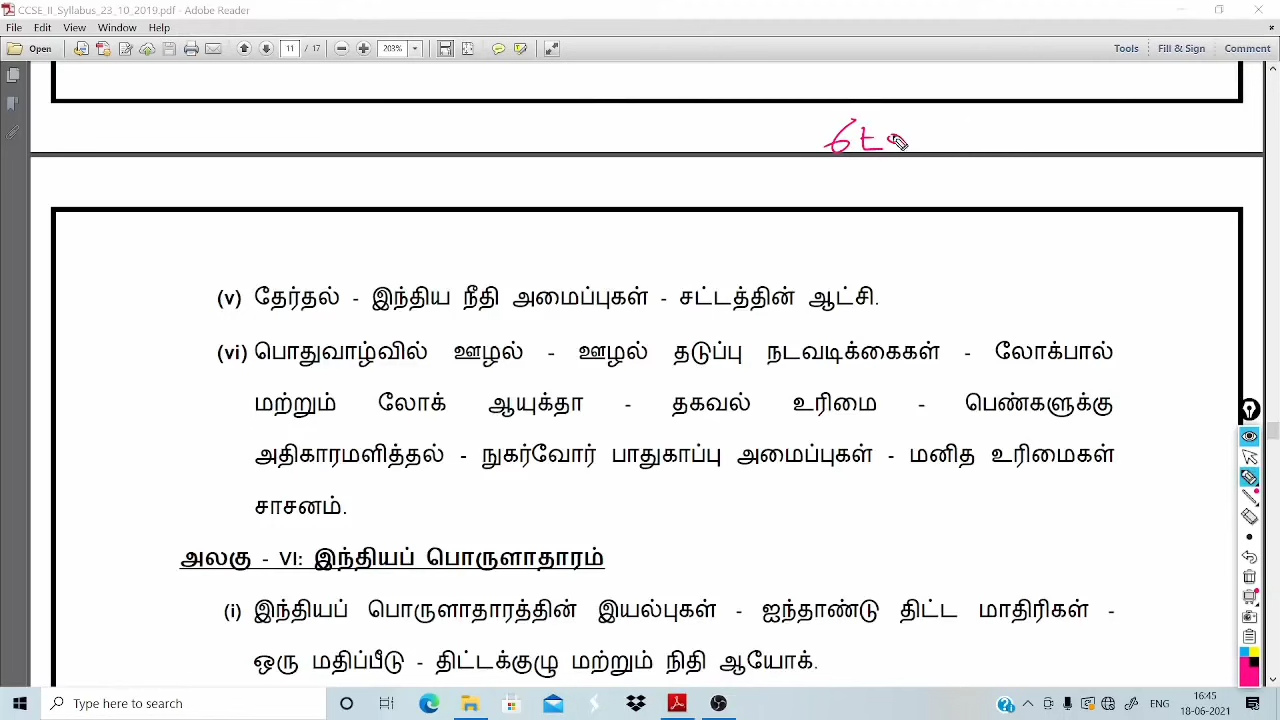 CCSE_II_Syllabus_23_10_2019.pdf - Adobe Reader
File Edit View Window Help
Open 11 / 17 203% Tools Fill & Sign Comment
(v) தேர்தல் - இந்திய நீதி அமைப்புகள் - சட்டத்தின் ஆட்சி.
(vi) பொதுவாழ்வில் ஊழல் - ஊழல் தடுப்பு நடவடிக்கைகள் - லோக்பால்
மற்றும் லோக் ஆயுக்தா - தகவல் உரிமை - பெண்களுக்கு
அதிகாரமளித்தல் - நுகர்வோர் பாதுகாப்பு அமைப்புகள் - மனித உரிமைகள்
சாசனம்.
அலகு - VI: இந்தியப் பொருளாதாரம்
(i) இந்தியப் பொருளாதாரத்தின் இயல்புகள் - ஐந்தாண்டு திட்ட மாதிரிகள் -
ஒரு மதிப்பீடு - திட்டக்குழு மற்றும் நிதி ஆயோக்.
Type here to search
ENG
16:45
18-06-2021